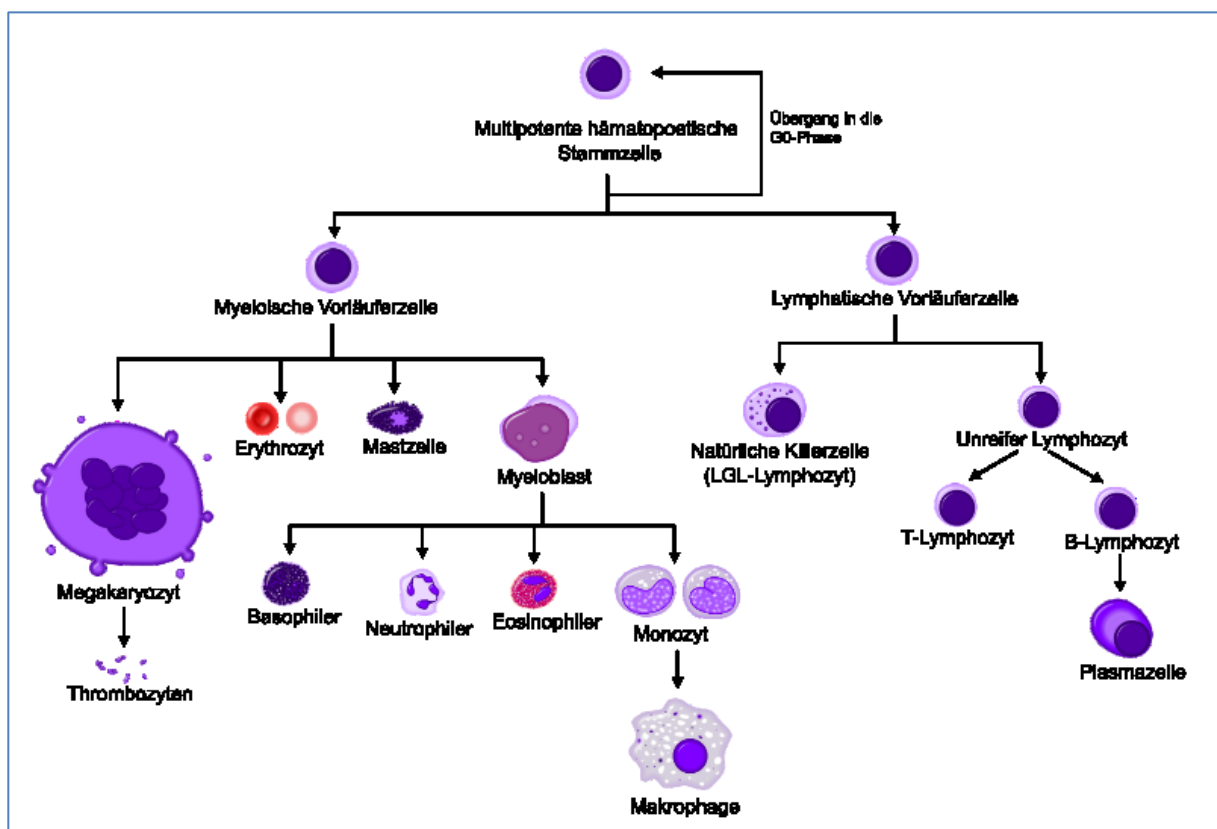 Multipotente hämatopoetische
Stammzelle
Übergang in die
G0-Phase
Myeloische Vorläuferzelle
Lymphatische Vorläuferzelle
Erythrozyt
Mastzelle
Myeloblast
Natürliche Killerzelle
(LGL-Lymphozyt)
Unreifer Lymphozyt
T-Lymphozyt
B-Lymphozyt
Megakaryozyt
Basophiler
Neutrophiler
Eosinophiler
Monozyt
Plasmazelle
Thrombozyten
Makrophage